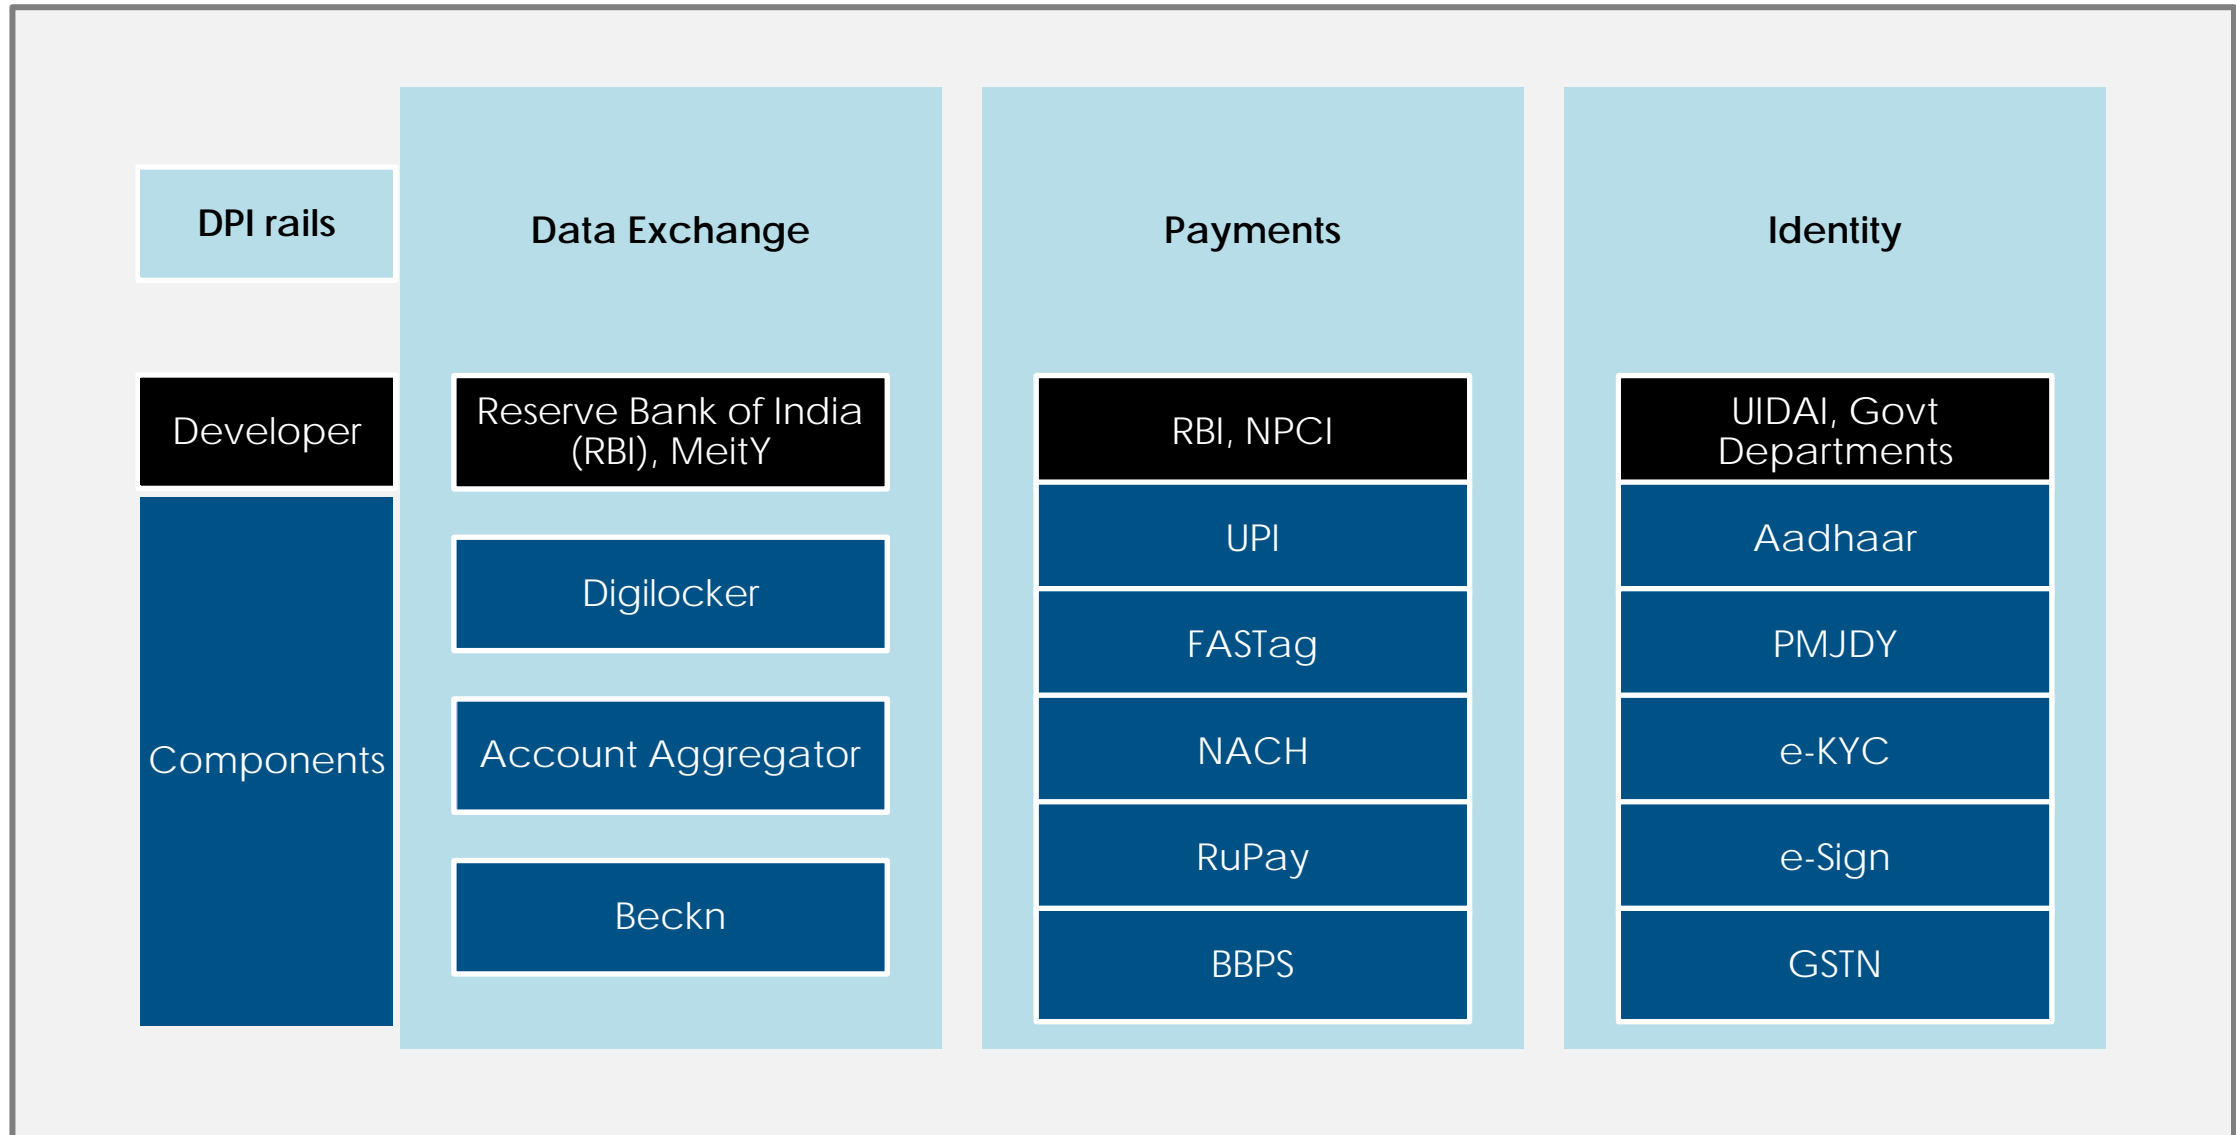 DPI rails
Data Exchange
Payments
Identity
Developer
Reserve Bank of India
(RBI), MeitY
RBI, NPCI
UIDAI, Govt
Departments
Components
Digilocker
Account Aggregator
Beckn
UPI
FASTag
NACH
RuPay
BBPS
Aadhaar
PMJDY
e-KYC
e-Sign
GSTN